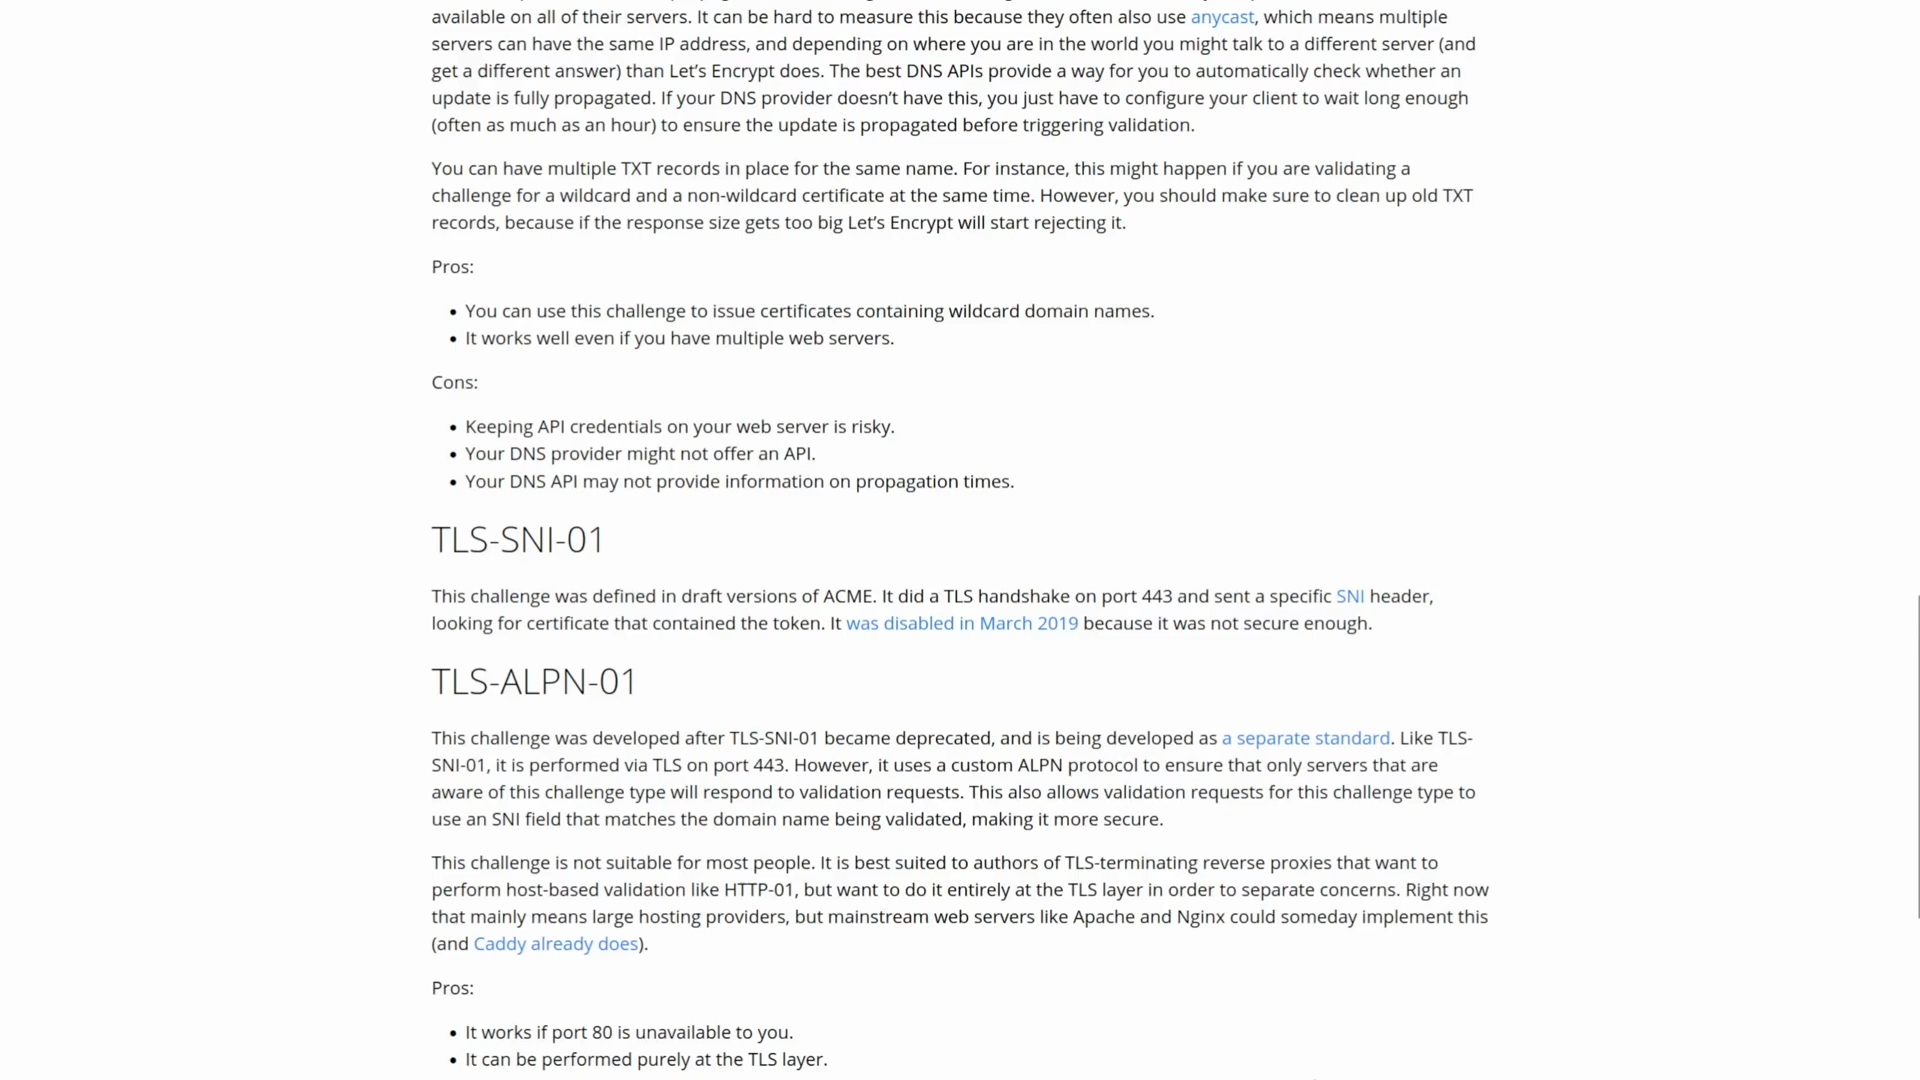 available on all of their servers. It can be hard to measure this because they often also use anycast, which means multiple
servers can have the same IP address, and depending on where you are in the world you might talk to a different server (and
get a different answer) than Let’s Encrypt does. The best DNS APIs provide a way for you to automatically check whether an
update is fully propagated. If your DNS provider doesn’t have this, you just have to configure your client to wait long enough
(often as much as an hour) to ensure the update is propagated before triggering validation.
You can have multiple TXT records in place for the same name. For instance, this might happen if you are validating a
challenge for a wildcard and a non-wildcard certificate at the same time. However, you should make sure to clean up old TXT
records, because if the response size gets too big Let’s Encrypt will start rejecting it.
Pros:
• You can use this challenge to issue certificates containing wildcard domain names.
• It works well even if you have multiple web servers.
Cons:
• Keeping API credentials on your web server is risky.
• Your DNS provider might not offer an API.
• Your DNS API may not provide information on propagation times.
TLS-SNI-01
This challenge was defined in draft versions of ACME. It did a TLS handshake on port 443 and sent a specific SNI header,
looking for certificate that contained the token. It was disabled in March 2019 because it was not secure enough.
TLS-ALPN-01
This challenge was developed after TLS-SNI-01 became deprecated, and is being developed as a separate standard. Like TLS-
SNI-01, it is performed via TLS on port 443. However, it uses a custom ALPN protocol to ensure that only servers that are
aware of this challenge type will respond to validation requests. This also allows validation requests for this challenge type to
use an SNI field that matches the domain name being validated, making it more secure.
This challenge is not suitable for most people. It is best suited to authors of TLS-terminating reverse proxies that want to
perform host-based validation like HTTP-01, but want to do it entirely at the TLS layer in order to separate concerns. Right now
that mainly means large hosting providers, but mainstream web servers like Apache and Nginx could someday implement this
(and Caddy already does).
Pros:
• It works if port 80 is unavailable to you.
• It can be performed purely at the TLS layer.